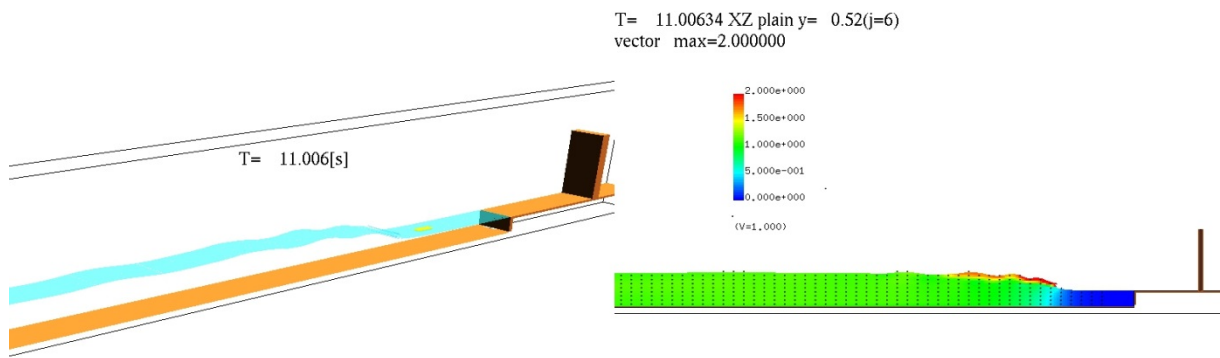 T= 11.006[s]
T= 11.00634 XZ plain y= 0.52(j=6)
vector max=2.000000
2.000e+000
1.500e+000
1.000e+000
5.000e-001
0.000e+000
(V=1.000)